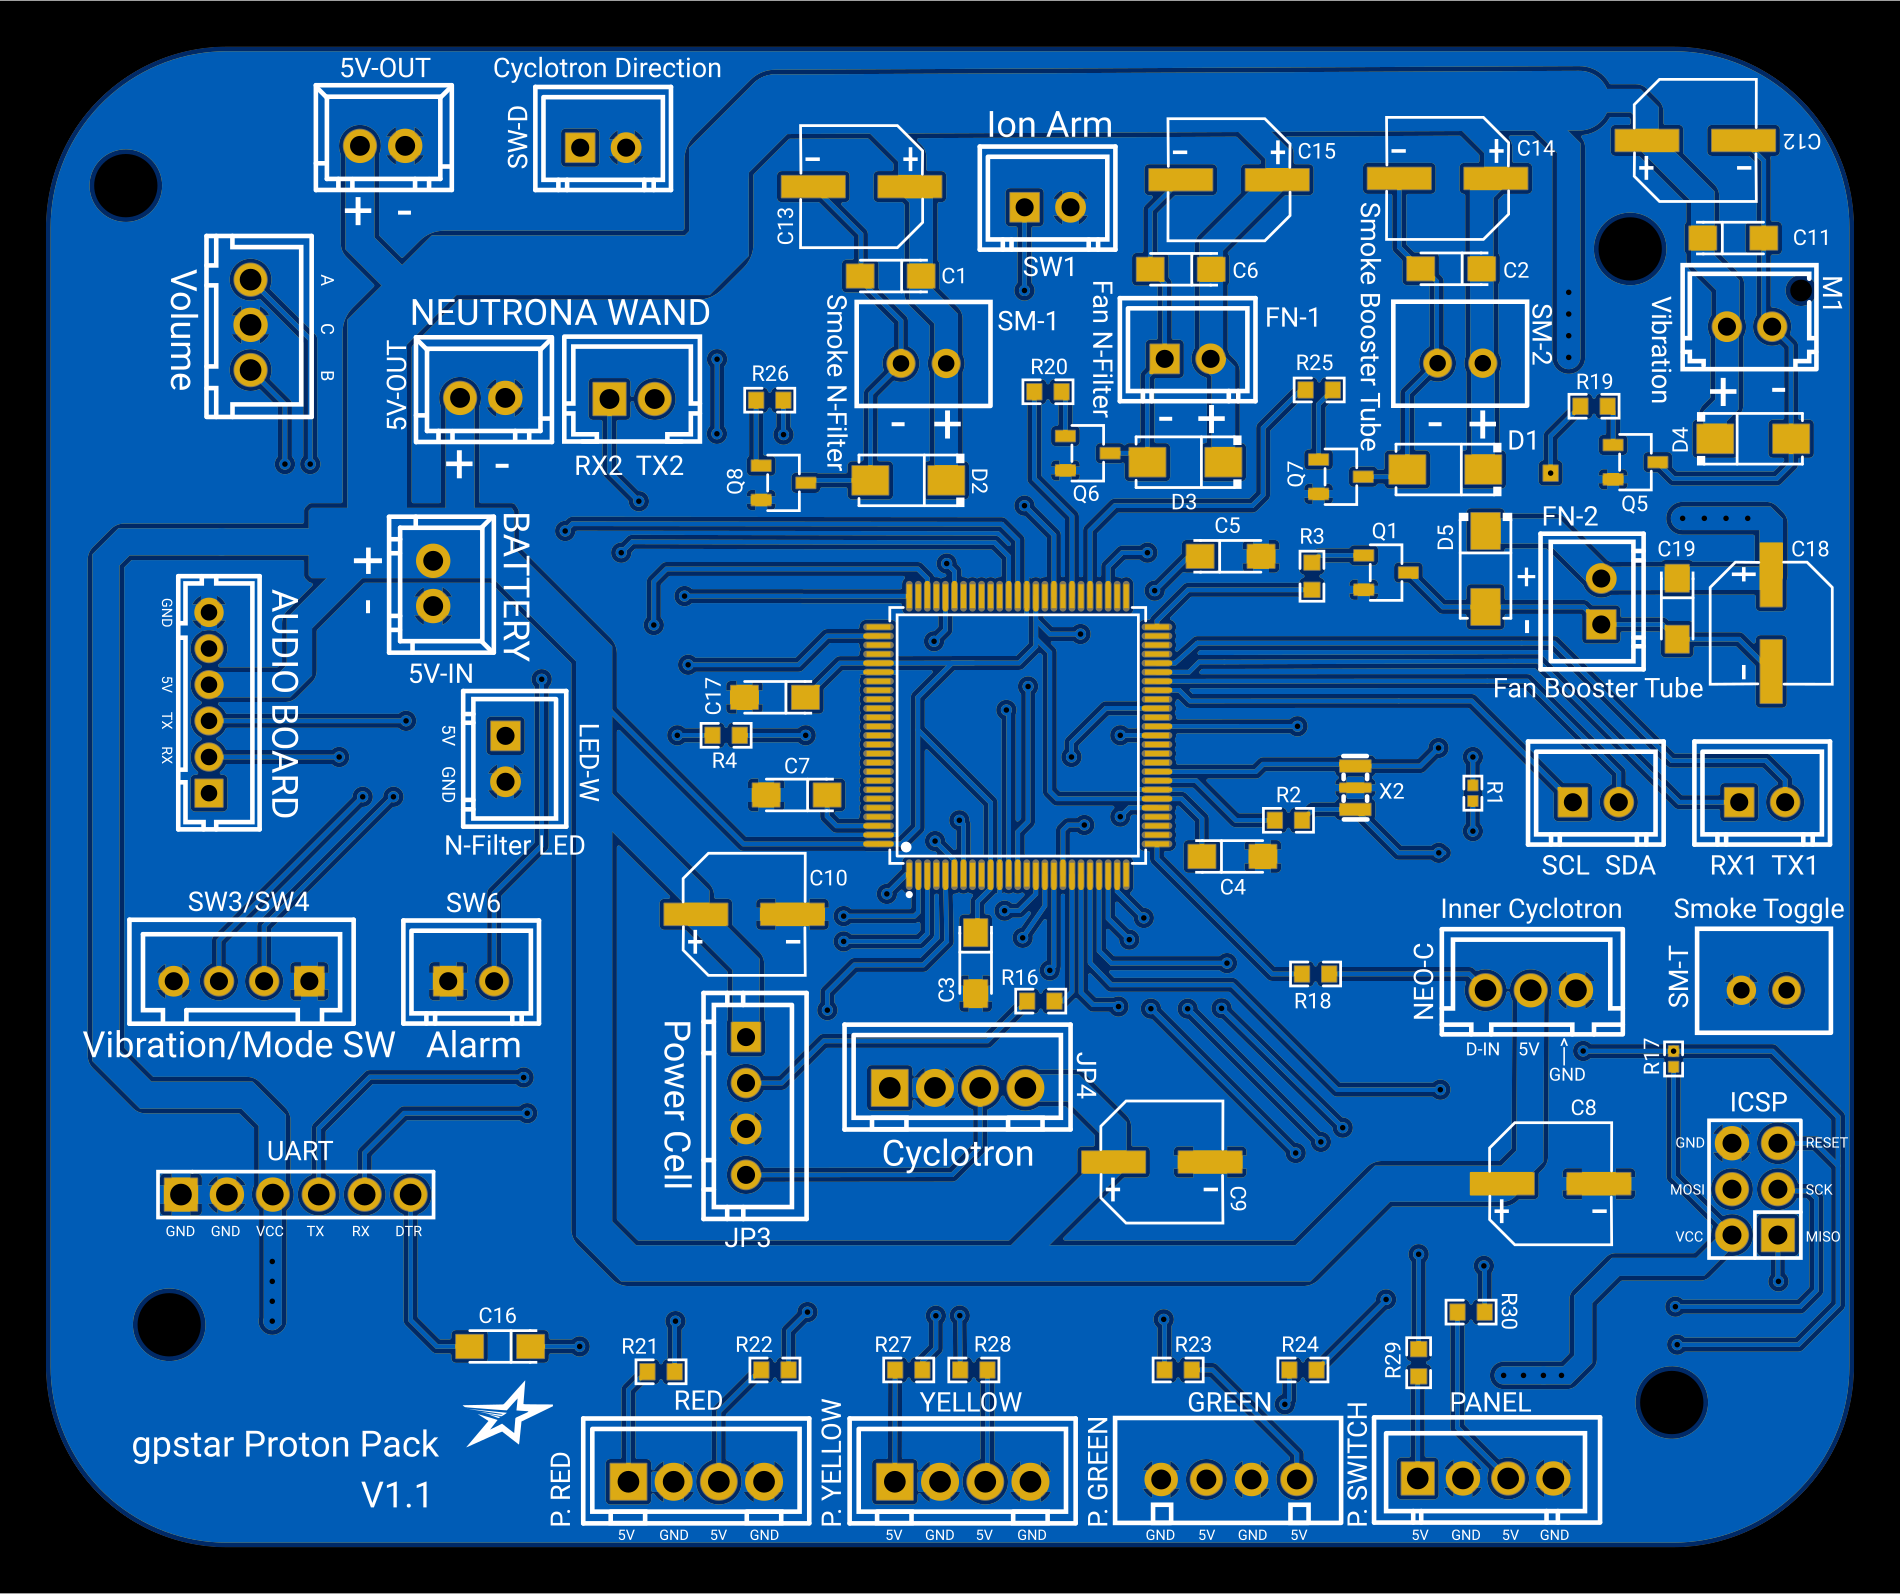 5V-OUT
Cyclotron Direction
SW-D
+ -
Ion Arm
SW1
C13
- +
C1
C15
- +
C6
C14
- +
C2
C12
+ -
C11
M1
Vibration
+ -
Volume
A
C
B
NEUTRONA WAND
5V-OUT
+ -
RX2 TX2
R26
Smoke N-Filter
SM-1
- +
Q8
D2
R20
Fan N-Filter
FN-1
- +
Q6
D3
R25
Smoke Booster Tube
SM-2
- +
Q7
D1
R19
Q5
D4
BATTERY
+
-
5V-IN
AUDIO BOARD
GND
5V
TX
RX
C5
R3
Q1
D5
FN-2
+
-
Fan Booster Tube
C19
C18
+
-
LED-W
5V
GND
N-Filter LED
C17
R4
C7
R2
X2
R1
C4
SCL SDA
RX1 TX1
SW3/SW4
Vibration/Mode SW
SW6
Alarm
C10
+ -
C3
R16
R18
Inner Cyclotron
NEO-C
D-IN 5V
<
GND
Smoke Toggle
SM-T
R17
Power Cell
JP3
JP4
Cyclotron
C9
+ -
C8
+ -
ICSP
GND RESET
MOSI SCK
VCC MISO
UART
GND GND VCC TX RX DTR
C16
R21
R22
RED
P. RED
5V GND 5V GND
R27
R28
YELLOW
P. YELLOW
5V GND 5V GND
R23
R24
GREEN
P. GREEN
GND 5V GND 5V
R29
R30
PANEL
P. SWITCH
5V GND 5V GND
gpstar Proton Pack
V1.1